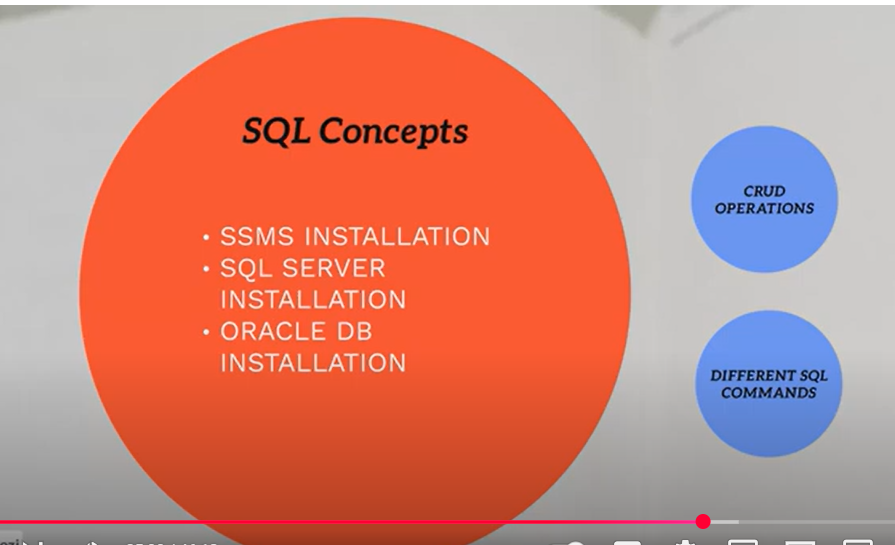 SQL Concepts
• SSMS INSTALLATION
• SQL SERVER
INSTALLATION
• ORACLE DB
INSTALLATION
CRUD
OPERATIONS
DIFFERENT SQL
COMMANDS